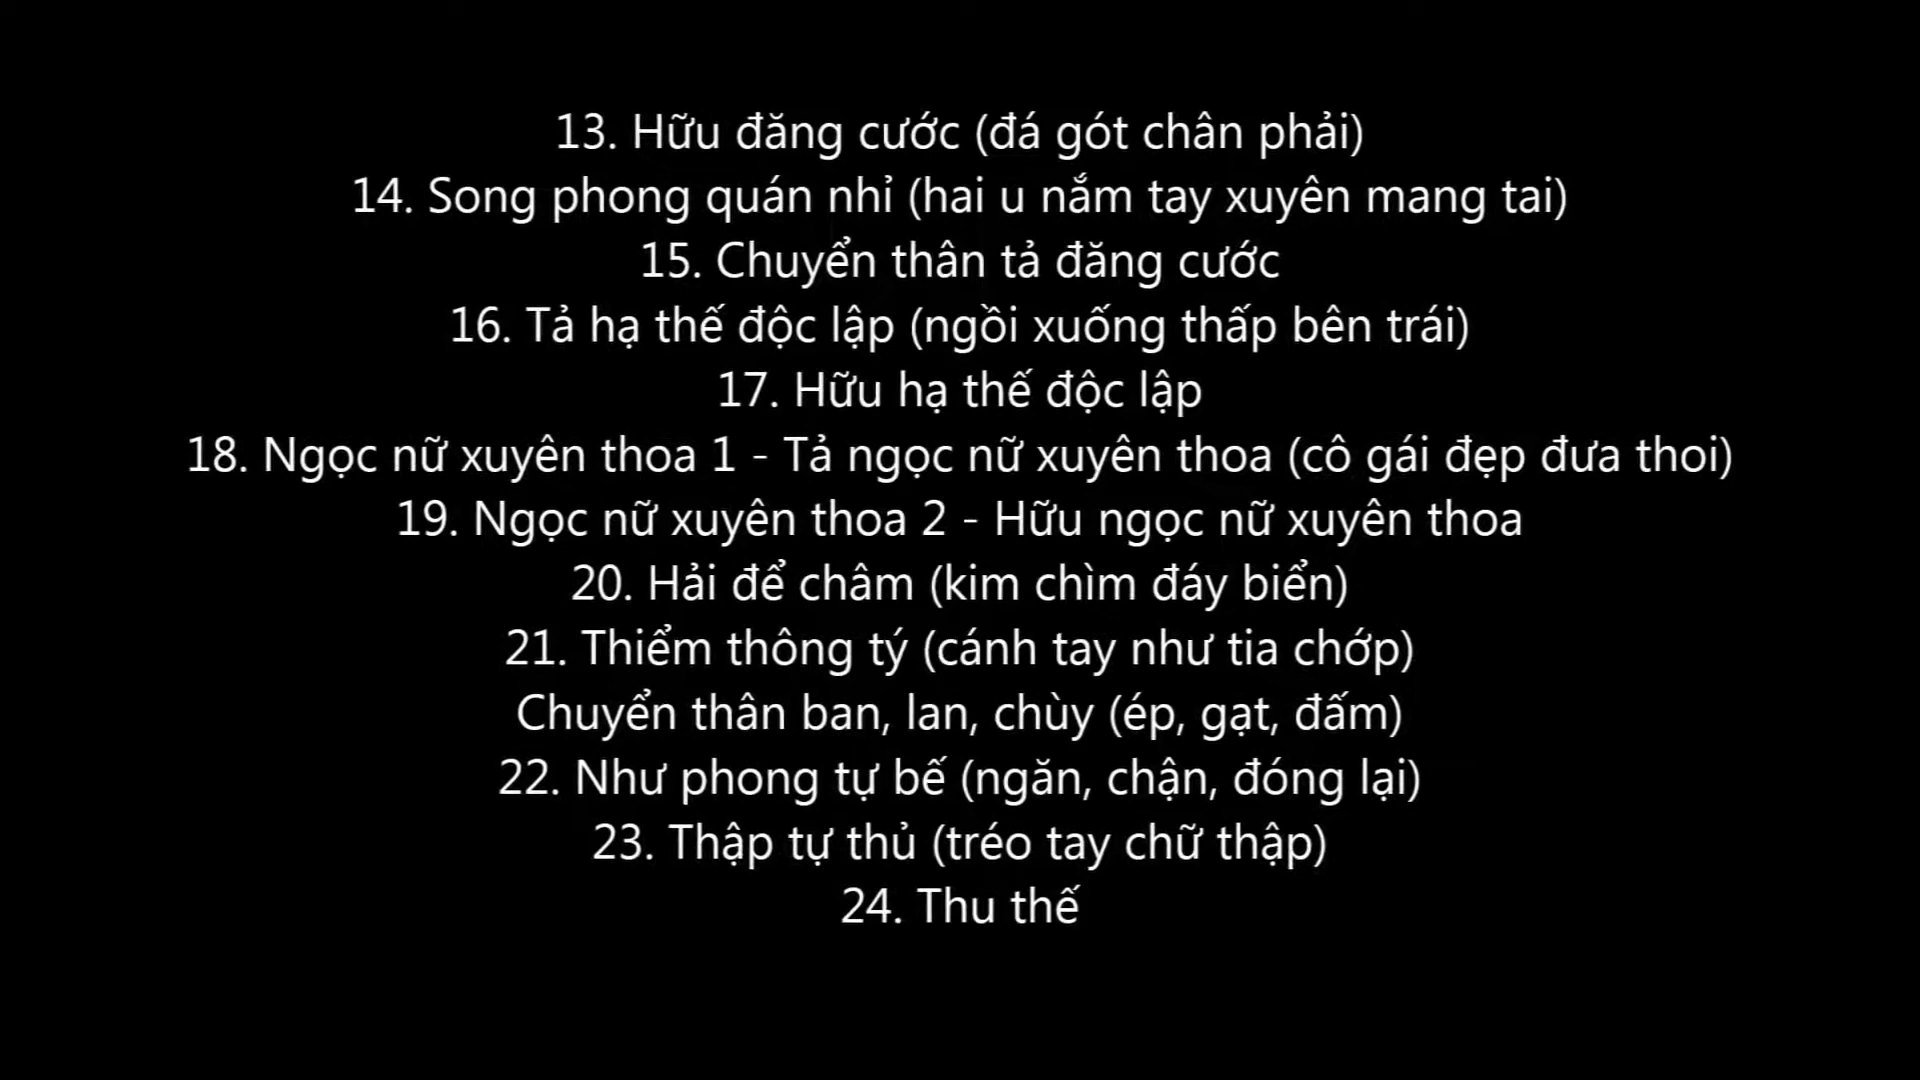 13. Hữu đăng cước (đá gót chân phải)
14. Song phong quán nhỉ (hai u nắm tay xuyên mang tai)
15. Chuyển thân tả đăng cước
16. Tả hạ thế độc lập (ngồi xuống thấp bên trái)
17. Hữu hạ thế độc lập
18. Ngọc nữ xuyên thoa 1 - Tả ngọc nữ xuyên thoa (cô gái đẹp đưa thoi)
19. Ngọc nữ xuyên thoa 2 - Hữu ngọc nữ xuyên thoa
20. Hải để châm (kim chìm đáy biển)
21. Thiểm thông tý (cánh tay như tia chớp)
Chuyển thân ban, lan, chùy (ép, gạt, đấm)
22. Như phong tự bế (ngăn, chận, đóng lại)
23. Thập tự thủ (tréo tay chữ thập)
24. Thu thế